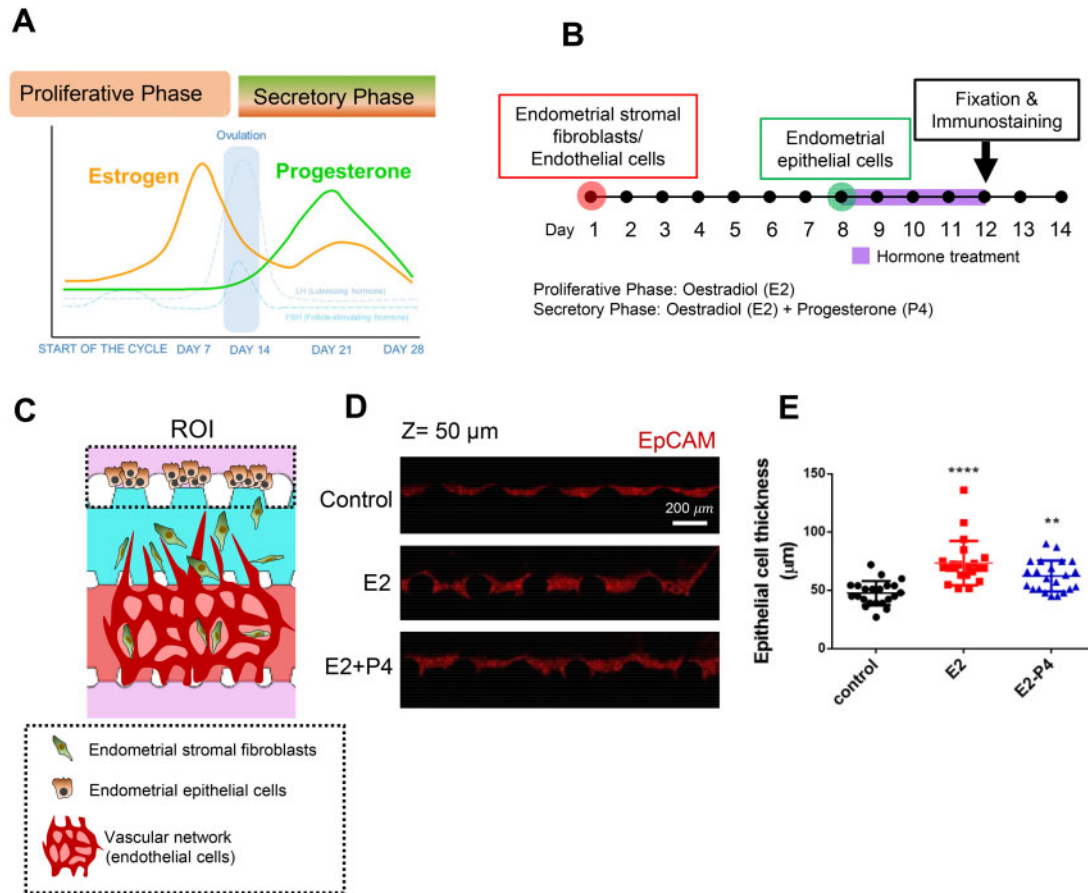 A
Proliferative Phase
Secretory Phase
Ovulation
Estrogen
Progesterone
LH (Luteinizing hormone)
FSH (Follicle-stimulating hormone)
START OF THE CYCLE DAY 7 DAY 14 DAY 21 DAY 28
B
Endometrial stromal
fibroblasts/
Endothelial cells
Endometrial
epithelial cells
Fixation &
Immunostaining
Day 1 2 3 4 5 6 7 8 9 10 11 12 13 14
Hormone treatment
Proliferative Phase: Oestradiol (E2)
Secretory Phase: Oestradiol (E2) + Progesterone (P4)
C
ROI
Endometrial stromal fibroblasts
Endometrial epithelial cells
Vascular network
(endothelial cells)
D
Z= 50 μm
EpCAM
Control
200 μm
E2
E2+P4
E
Epithelial cell thickness
(μm)
150
100
50
0
****
**
control
E2
E2-P4